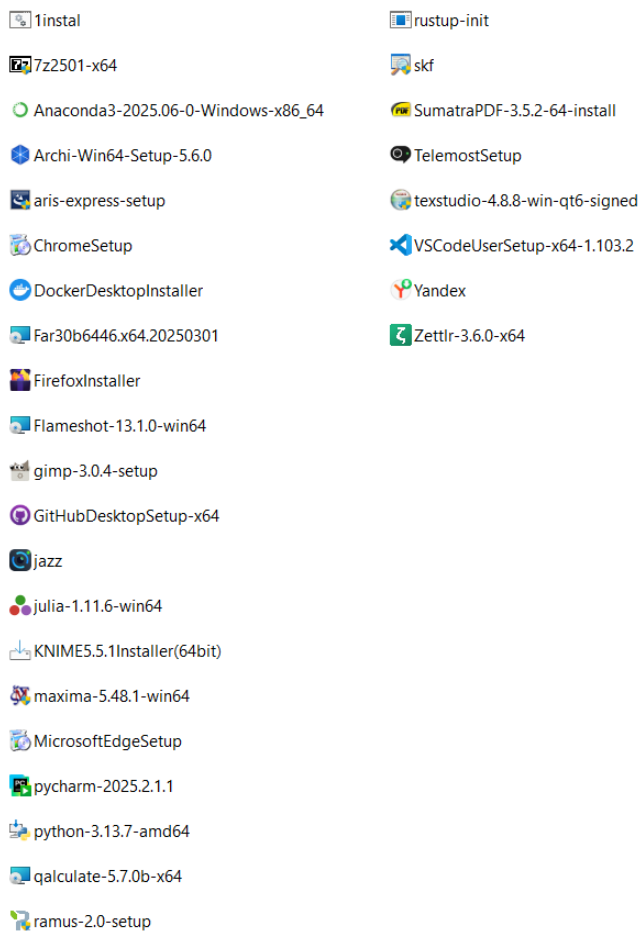 1instal
7z2501-x64
Anaconda3-2025.06-0-Windows-x86_64
Archi-Win64-Setup-5.6.0
aris-express-setup
ChromeSetup
DockerDesktopInstaller
Far30b6446.x64.20250301
FirefoxInstaller
Flameshot-13.1.0-win64
gimp-3.0.4-setup
GitHubDesktopSetup-x64
jazz
julia-1.11.6-win64
KNIME5.5.1Installer(64bit)
maxima-5.48.1-win64
MicrosoftEdgeSetup
pycharm-2025.2.1.1
python-3.13.7-amd64
qalculate-5.7.0b-x64
ramus-2.0-setup
rustup-init
skf
SumatraPDF-3.5.2-64-install
TelemostSetup
texstudio-4.8.8-win-qt6-signed
VSCodeUserSetup-x64-1.103.2
Yandex
Zettlr-3.6.0-x64